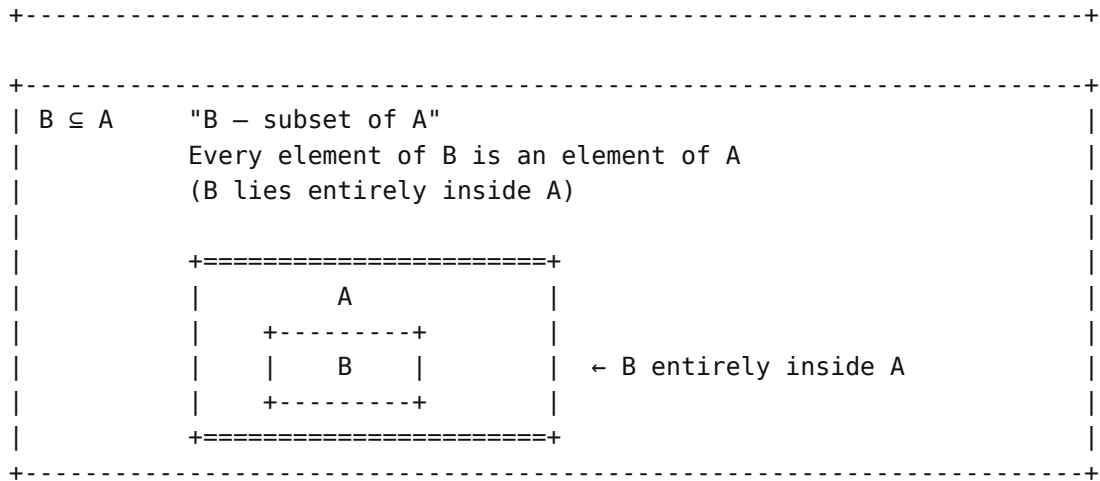 +-----------------------------------------------------------------------+
+-----------------------------------------------------------------------+
| B ⊆ A     "B — subset of A"                                           |
|           Every element of B is an element of A                       |
|           (B lies entirely inside A)                                  |
|                                                                       |
|           +=======================+                                   |
|           |         A             |                                   |
|           |    +---------+        |                                   |
|           |    |    B    |        |  ← B entirely inside A            |
|           |    +---------+        |                                   |
|           +=======================+                                   |
+-----------------------------------------------------------------------+